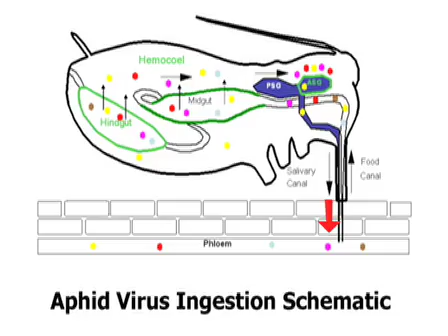 Hemocoel
PSG
ASG
Midgut
Hindgut
Salivary
Canal
Food
Canal
Phloem
Aphid Virus Ingestion Schematic